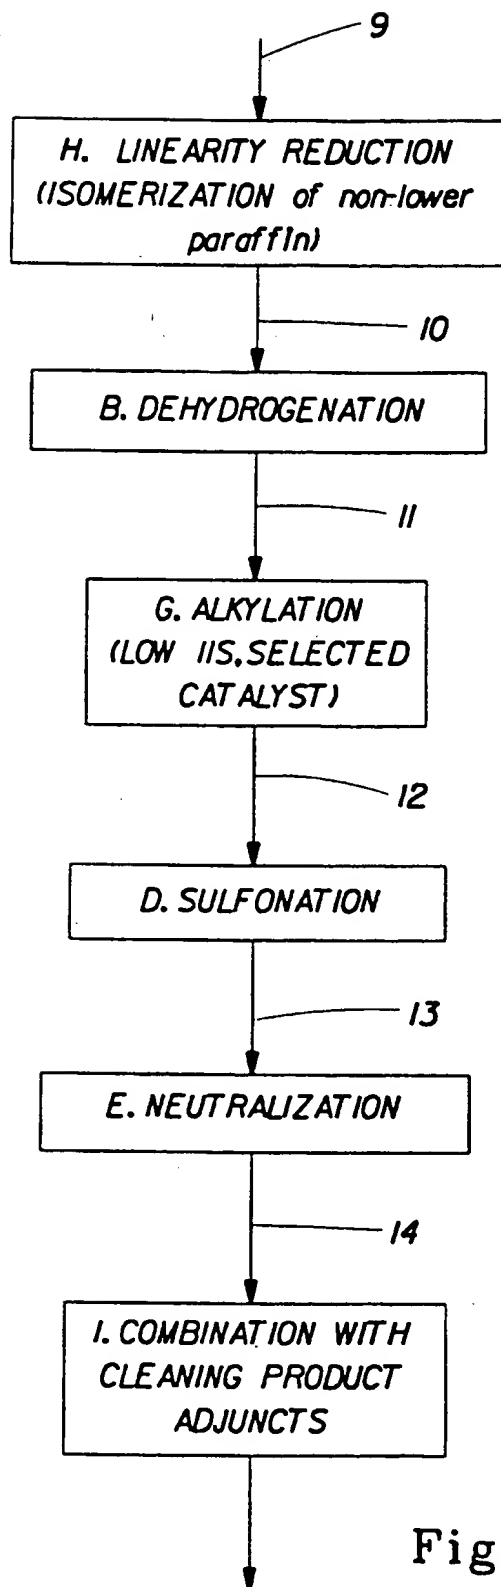 9
H. LINEARITY REDUCTION
(ISOMERIZATION of non-lower
paraffin)
10
B. DEHYDROGENATION
11
G. ALKYLATION
(LOW IIS. SELECTED
CATALYST)
12
D. SULFONATION
13
E. NEUTRALIZATION
14
I. COMBINATION WITH
CLEANING PRODUCT
ADJUNCTS
Fig